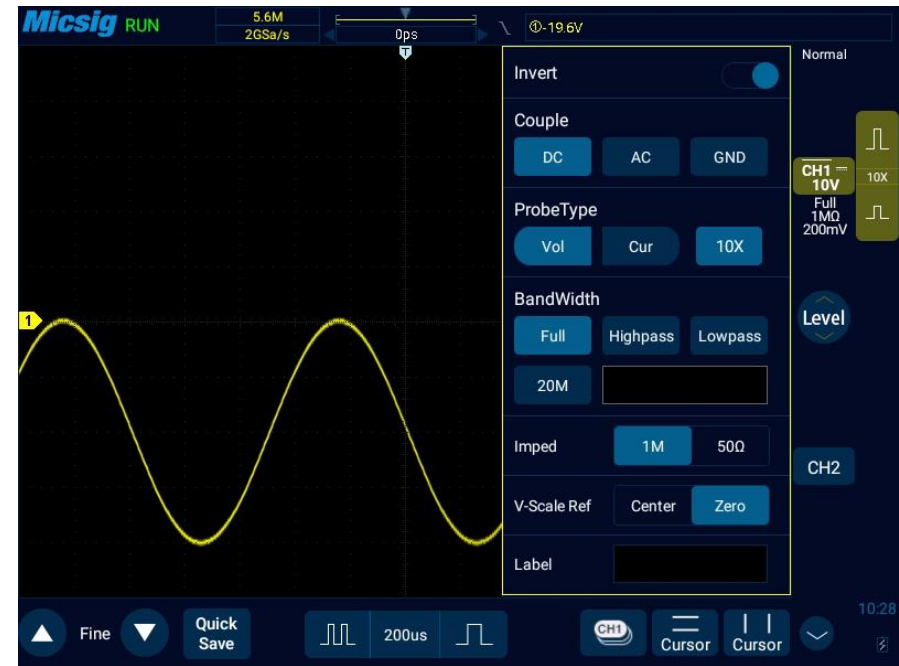 Micsig RUN
5.6M
2GSa/s
0ps
①-19.6V
T
Invert
Normal
Couple
DC AC GND
CH1
10V
10X
Full
1MΩ
200mV
ProbeType
Vol Cur 10X
BandWidth
1
Full Highpass Lowpass
Level
20M
Imped 1M 50Ω
CH2
V-Scale Ref Center Zero
Label
10:28
Fine
Quick
Save
200us
CH1
Cursor
Cursor